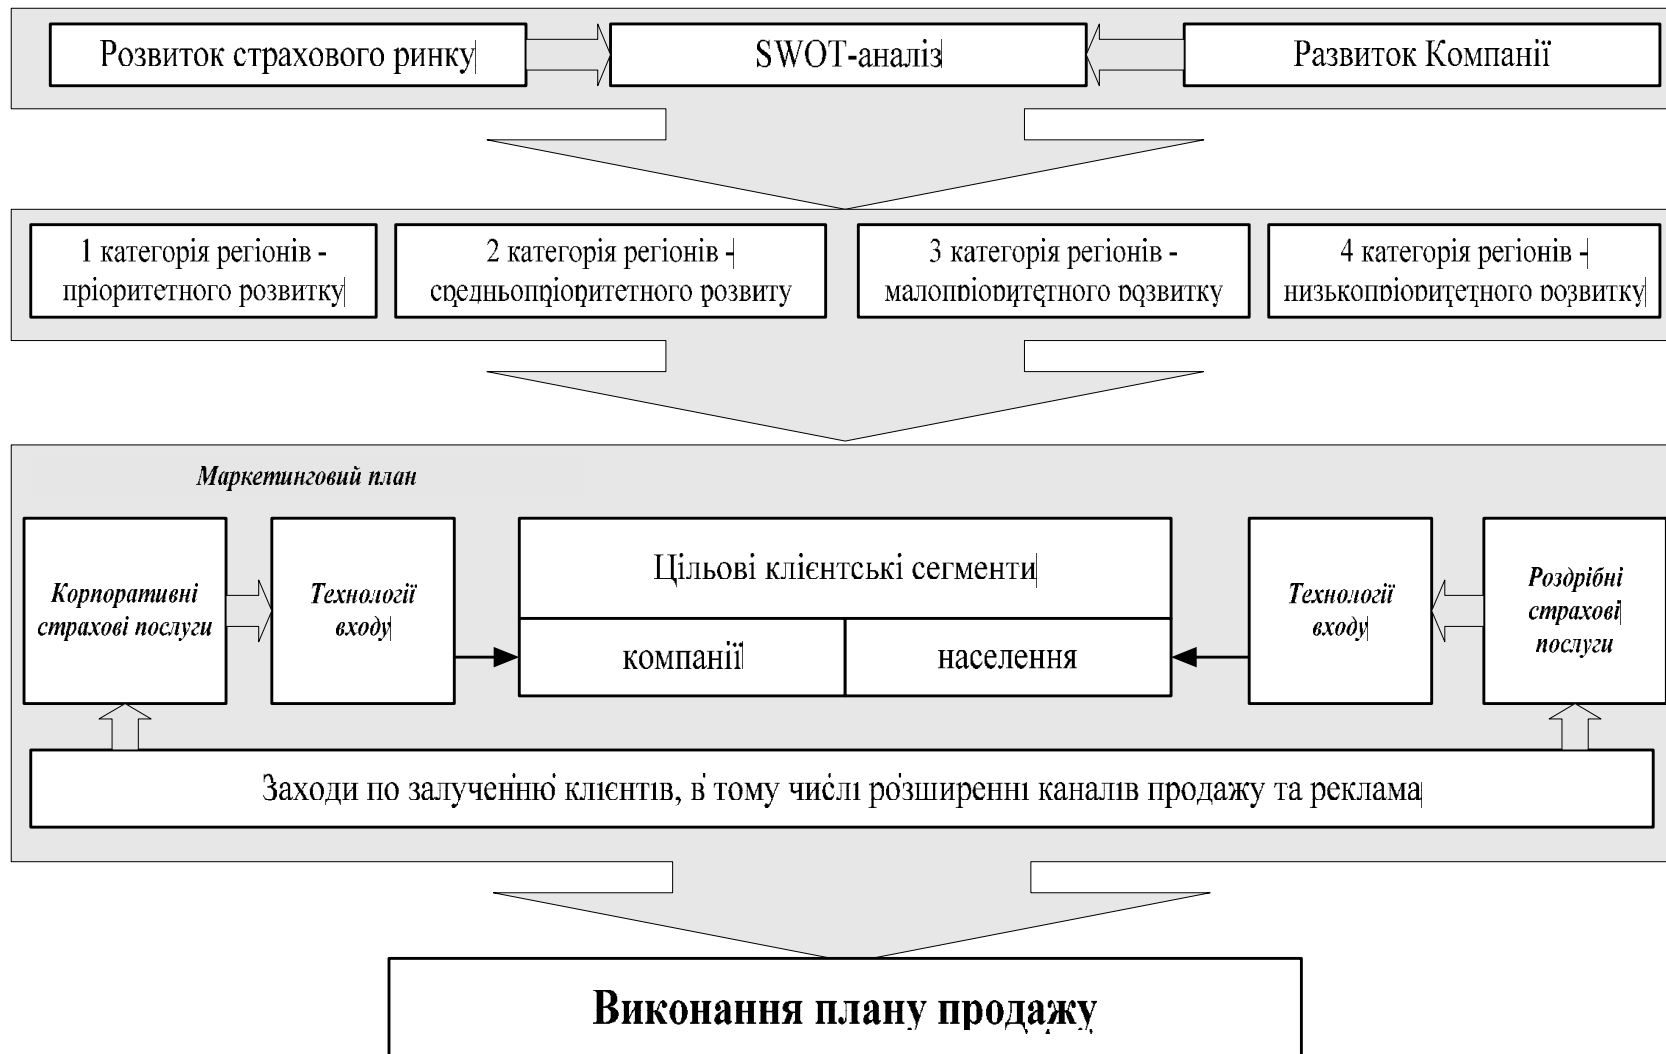 Розвиток страхового ринку
SWOT-аналіз
Развиток Компанії
1 категорія регіонів -
пріоритетного розвитку
2 категорія регіонів -
средньопріоритетного розвиту
3 категорія регіонів -
малопріоритетного розвитку
4 категорія регіонів -
низькопріоритетного розвитку
Маркетинговий план
Корпоративні
страхові послуги
Технології
входу
Цільові клієнтські сегменти
компанії
населення
Технології
входу
Роздрібні
страхові
послуги
Заходи по залученню клієнтів, в тому числі розширенні каналів продажу та реклама
Виконання плану продажу